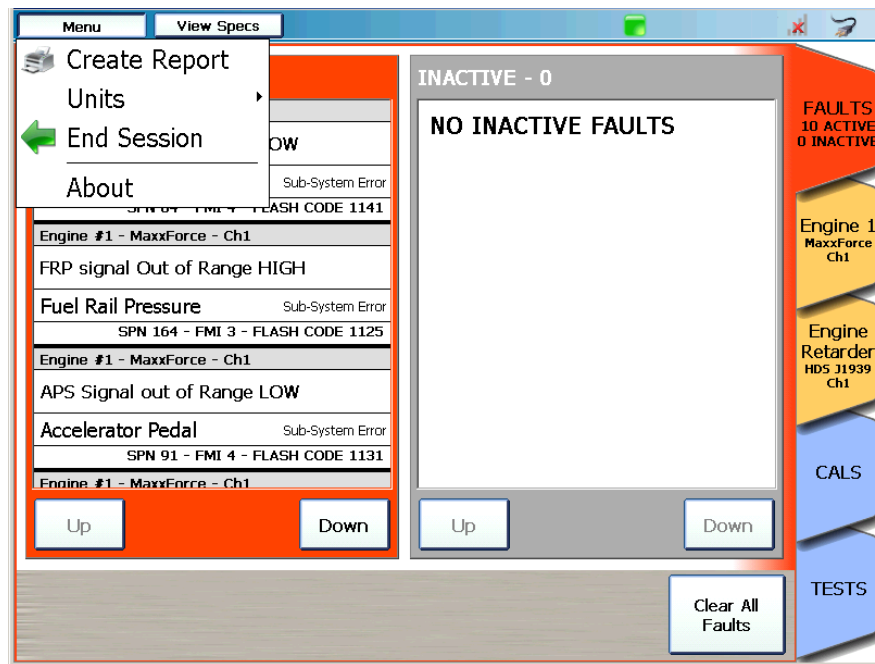 Menu
View Specs
Create Report
Units
End Session
About
OW
Sub-System Error
FLASH CODE 1141
Engine #1 - MaxxForce - Ch1
FRP signal Out of Range HIGH
Fuel Rail Pressure
Sub-System Error
SPN 164 - FMI 3 - FLASH CODE 1125
Engine #1 - MaxxForce - Ch1
APS Signal out of Range LOW
Accelerator Pedal
Sub-System Error
SPN 91 - FMI 4 - FLASH CODE 1131
Engine #1 - MaxxForce - Ch1
Up
Down
INACTIVE - 0
NO INACTIVE FAULTS
Up
Down
Clear All
Faults
FAULTS
10 ACTIVE
0 INACTIVE
Engine 1
MaxxForce
Ch1
Engine
Retarder
HDS J1939
Ch1
CALS
TESTS